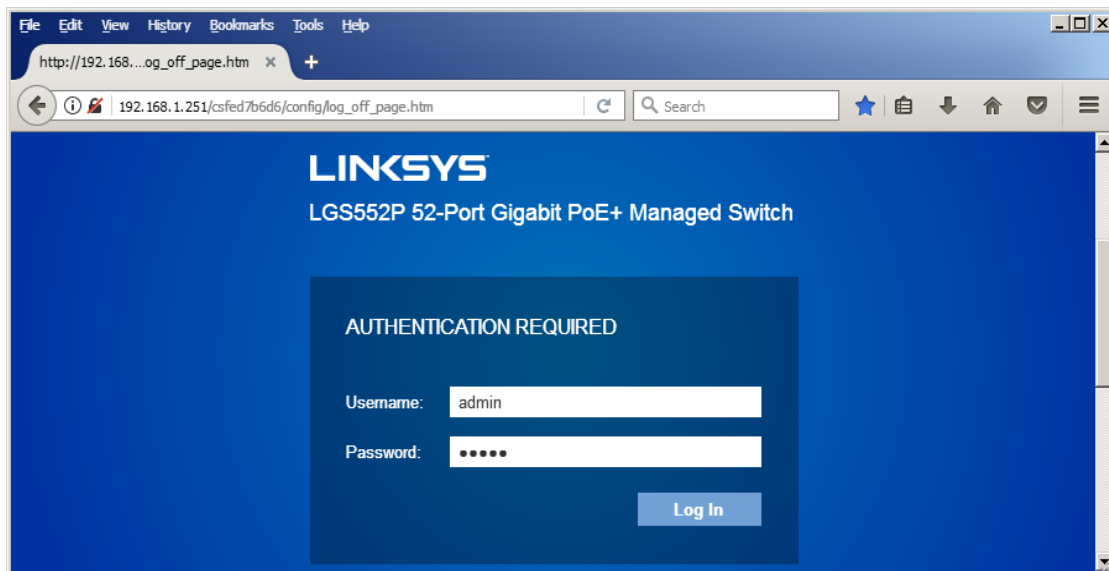 File Edit View History Bookmarks Tools Help
http://192.168....og_off_page.htm
192.168.1.251/csfed7b6d6/config/log_off_page.htm Search
LINKSYS
LGS552P 52-Port Gigabit PoE+ Managed Switch
AUTHENTICATION REQUIRED
Username: admin
Password: •••••
Log In